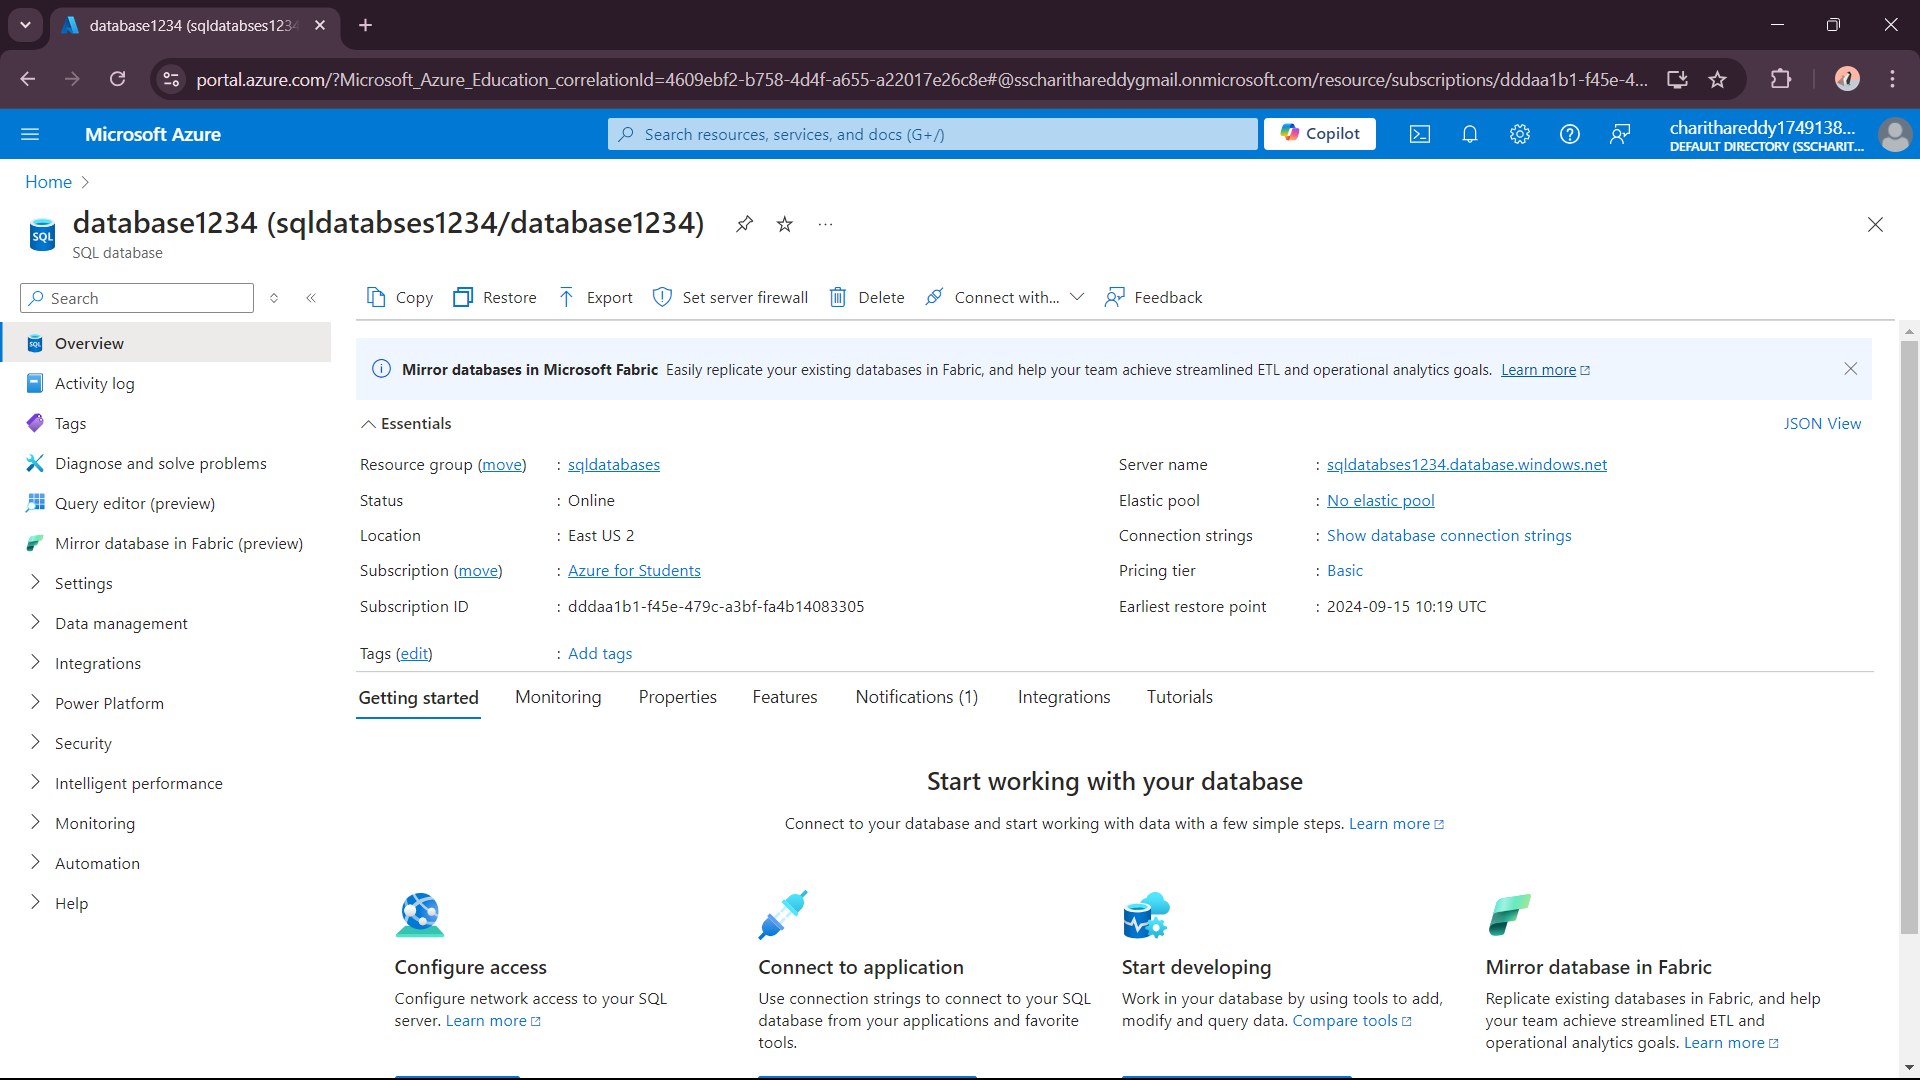 database1234 (sqldatabses1234
portal.azure.com/?Microsoft_Azure_Education_correlationId=4609ebf2-b758-4d4f-a655-a22017e26c8e#@sscharithareddygmail.onmicrosoft.com/resource/subscriptions/dddaa1b1-f45e-4...
Microsoft Azure
Search resources, services, and docs (G+/)
Copilot
charithareddy1749138...
DEFAULT DIRECTORY (SSCHARIT...
Home
database1234 (sqldatabses1234/database1234)
...
SQL
SQL database
Search
Copy
Restore
Export
Set server firewall
Delete
Connect with...
Feedback
Overview
Activity log
Tags
Diagnose and solve problems
Query editor (preview)
Mirror database in Fabric (preview)
Settings
Data management
Integrations
Power Platform
Security
Intelligent performance
Monitoring
Automation
Help
Mirror databases in Microsoft Fabric Easily replicate your existing databases in Fabric, and help your team achieve streamlined ETL and operational analytics goals. Learn more
Essentials
JSON View
Resource group (move) : sqldatabases
Status : Online
Location : East US 2
Subscription (move) : Azure for Students
Subscription ID : dddaa1b1-f45e-479c-a3bf-fa4b14083305
Tags (edit) : Add tags
Server name : sqldatabses1234.database.windows.net
Elastic pool : No elastic pool
Connection strings : Show database connection strings
Pricing tier : Basic
Earliest restore point : 2024-09-15 10:19 UTC
Getting started
Monitoring
Properties
Features
Notifications (1)
Integrations
Tutorials
Start working with your database
Connect to your database and start working with data with a few simple steps. Learn more
Configure access
Configure network access to your SQL
server. Learn more
Connect to application
Use connection strings to connect to your SQL
database from your applications and favorite
tools.
Start developing
Work in your database by using tools to add,
modify and query data. Compare tools
Mirror database in Fabric
Replicate existing databases in Fabric, and help
your team achieve streamlined ETL and
operational analytics goals. Learn more